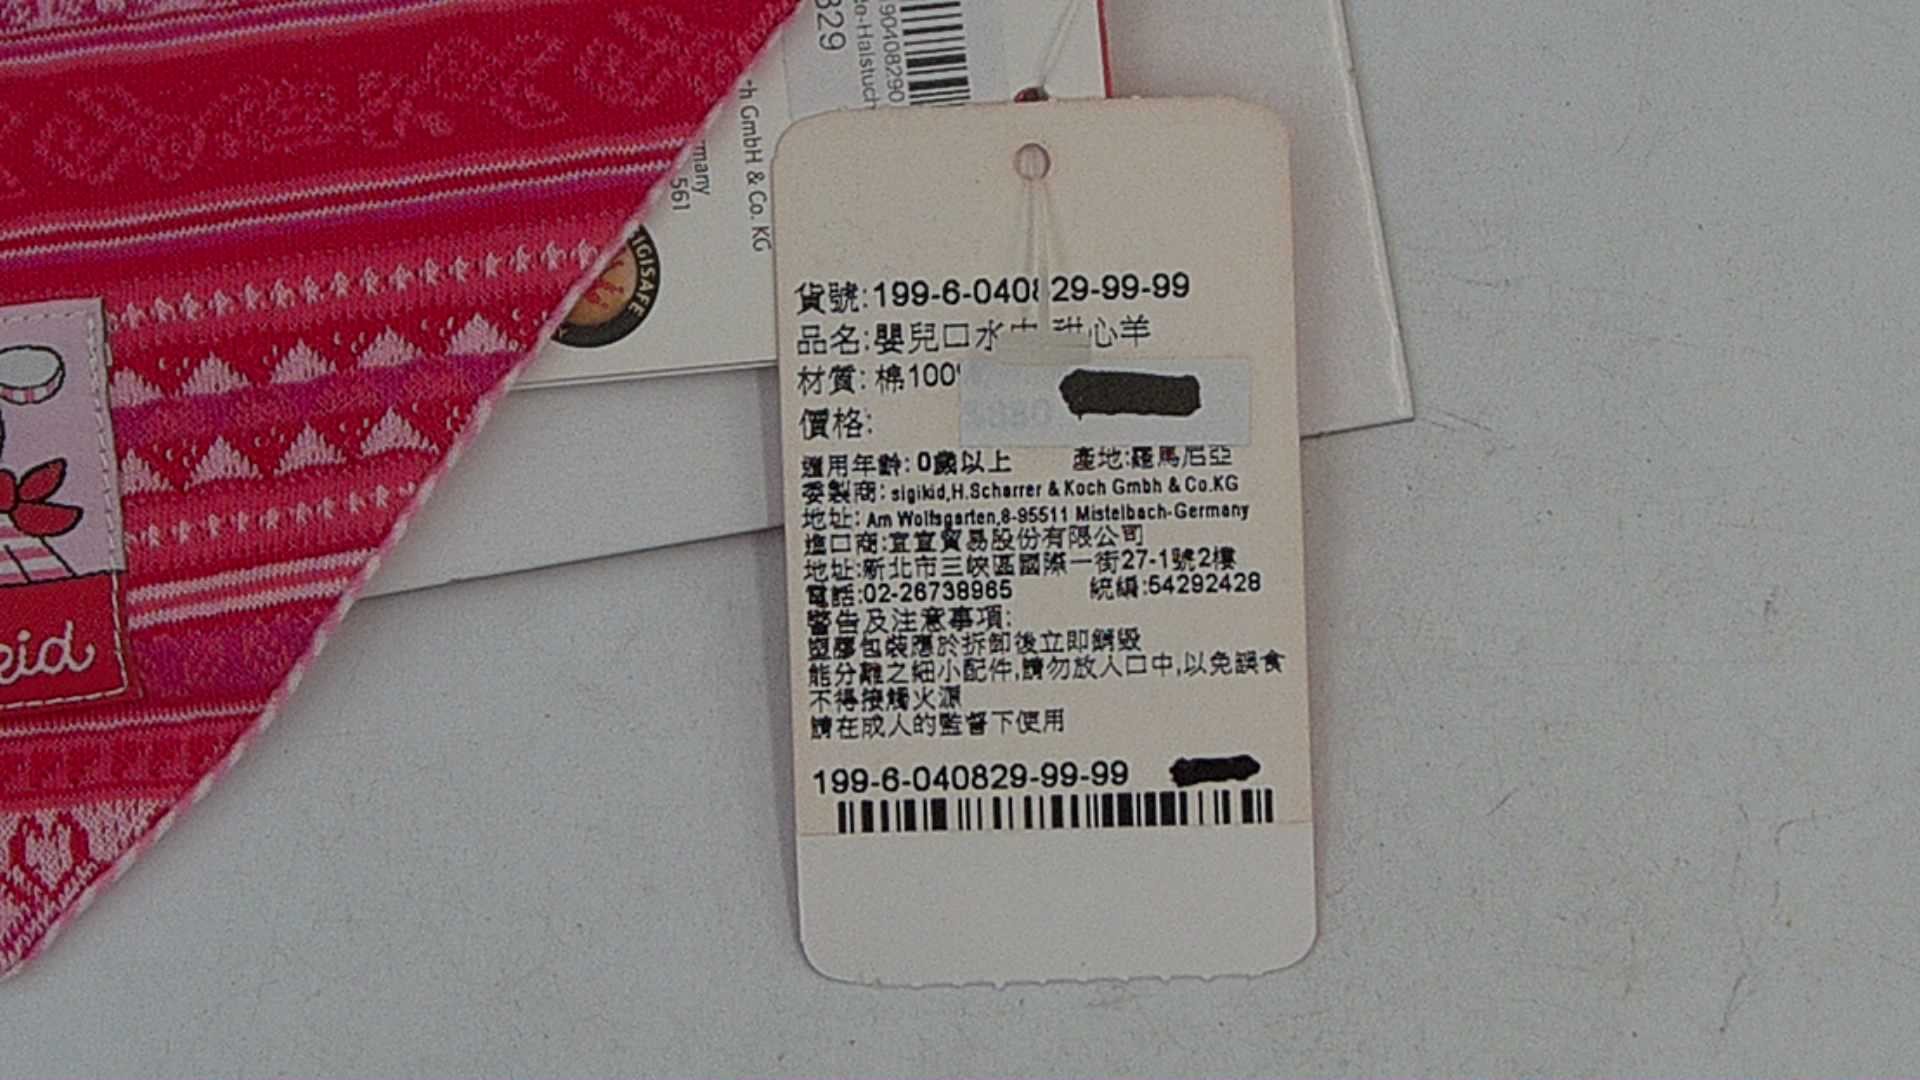 829
90408290
o-Halstuch
h GmbH & Co. KG
many
561
SIGISAFE
kid
貨號:199-6-040829-99-99
品名:嬰兒口水巾 甜心羊
材質: 棉100%
價格:
適用年齡: 0歲以上 產地:羅馬尼亞
委製商: sigikid,H.Scharrer & Koch Gmbh & Co.KG
地址: Am Wolfsgarten,8-95511 Mistelbach-Germany
進口商:宜宣貿易股份有限公司
地址:新北市三峽區國際一街27-1號2樓
電話:02-26738965 統編:54292428
警告及注意事項:
塑膠包裝應於拆卸後立即銷毀
能分離之細小配件,請勿放入口中,以免誤食
不得接觸火源
請在成人的監督下使用
199-6-040829-99-99